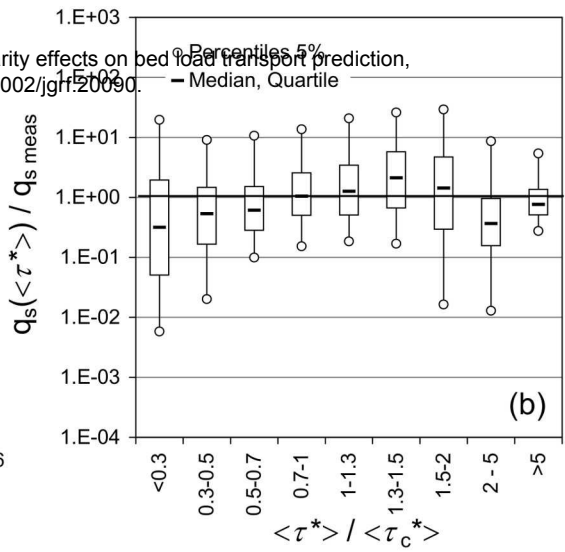 1.E+03
rity effects on bed load transport prediction,
Percentiles 5%
002/jgrf.20090.
1.E+02
Median, Quartile
1.E+01
1.E+00
1.E-01
1.E-02
1.E-03
1.E-04
qs(<τ*>) / qs meas
(b)
6
<0.3
0.3-0.5
0.5-0.7
0.7-1
1-1.3
1.3-1.5
1.5-2
2 - 5
>5
<τ*> / <τc*>